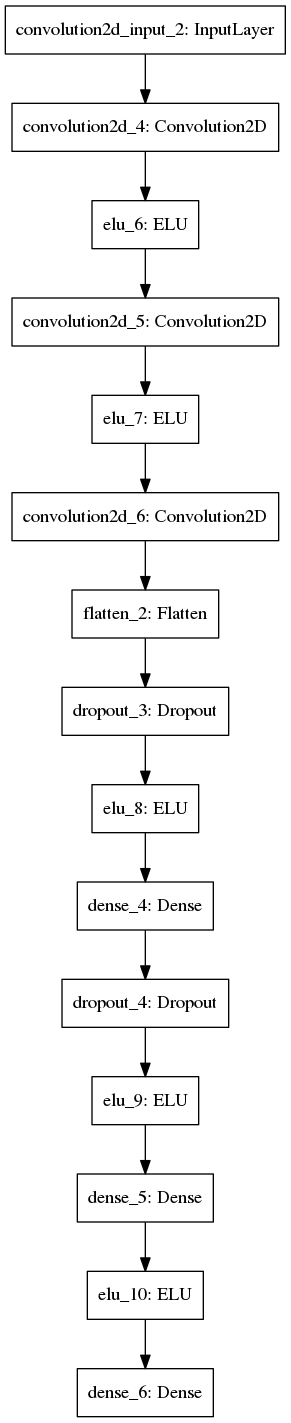 convolution2d_input_2: InputLayer
convolution2d_4: Convolution2D
elu_6: ELU
convolution2d_5: Convolution2D
elu_7: ELU
convolution2d_6: Convolution2D
flatten_2: Flatten
dropout_3: Dropout
elu_8: ELU
dense_4: Dense
dropout_4: Dropout
elu_9: ELU
dense_5: Dense
elu_10: ELU
dense_6: Dense